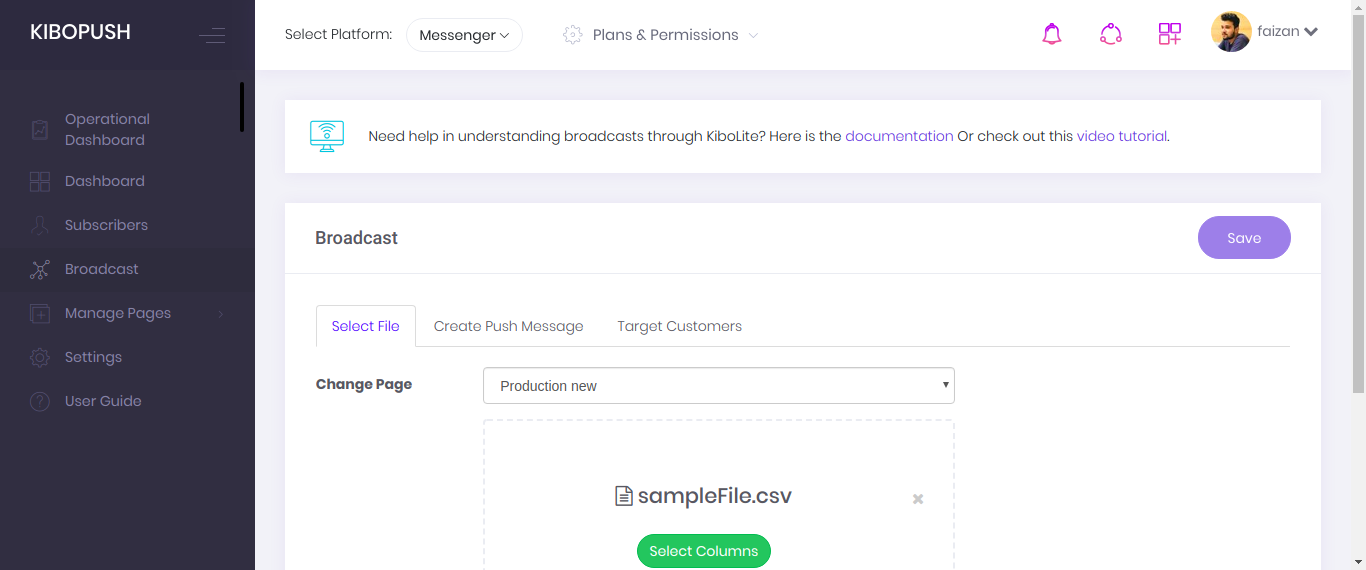 KIBOPUSH
Select Platform: Messenger Plans & Permissions faizan
Operational
Dashboard
Dashboard
Subscribers
Broadcast
Manage Pages
Settings
User Guide
Need help in understanding broadcasts through KiboLite? Here is the documentation Or check out this video tutorial.
Broadcast Save
Select File Create Push Message Target Customers
Change Page Production new
sampleFile.csv
Select Columns